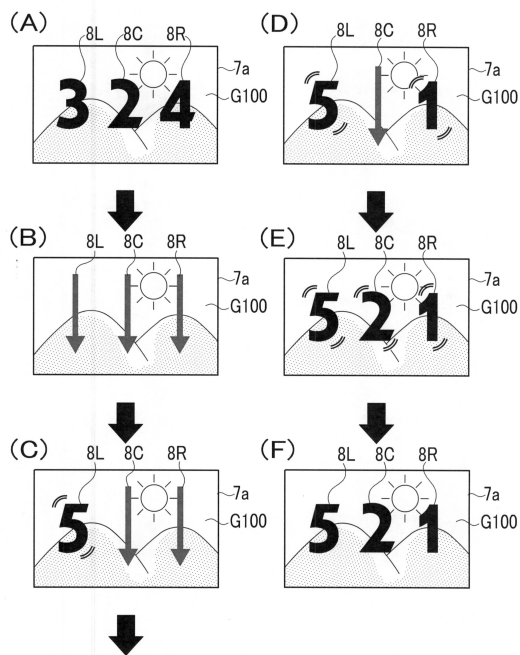 (A)
8L 8C 8R
7a
G100
3 2 4
(B)
8L 8C 8R
7a
G100
(C)
8L 8C 8R
7a
G100
5
(D)
8L 8C 8R
7a
G100
5 1
(E)
8L 8C 8R
7a
G100
5 2 1
(F)
8L 8C 8R
7a
G100
5 2 1